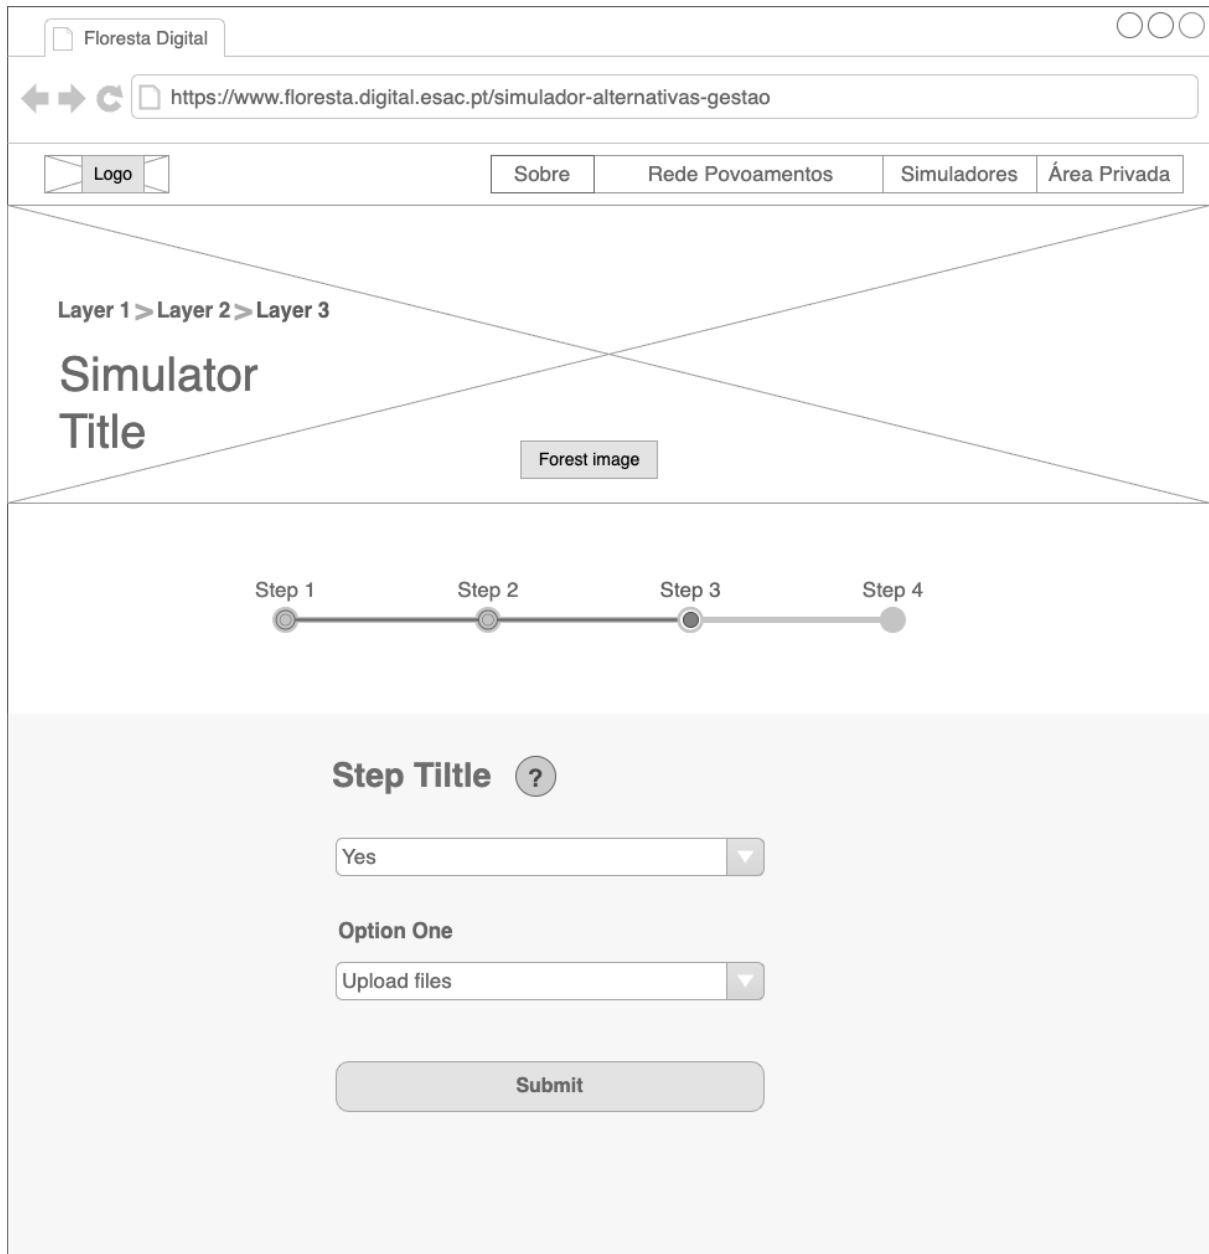 Floresta Digital
https://www.floresta.digital.esac.pt/simulador-alternativas-gestao
Logo
Sobre Rede Povoamentos Simuladores Área Privada
Layer 1 > Layer 2 > Layer 3
Simulator
Title
Forest image
Step 1 Step 2 Step 3 Step 4
Step Tiltle ?
Yes
Option One
Upload files
Submit